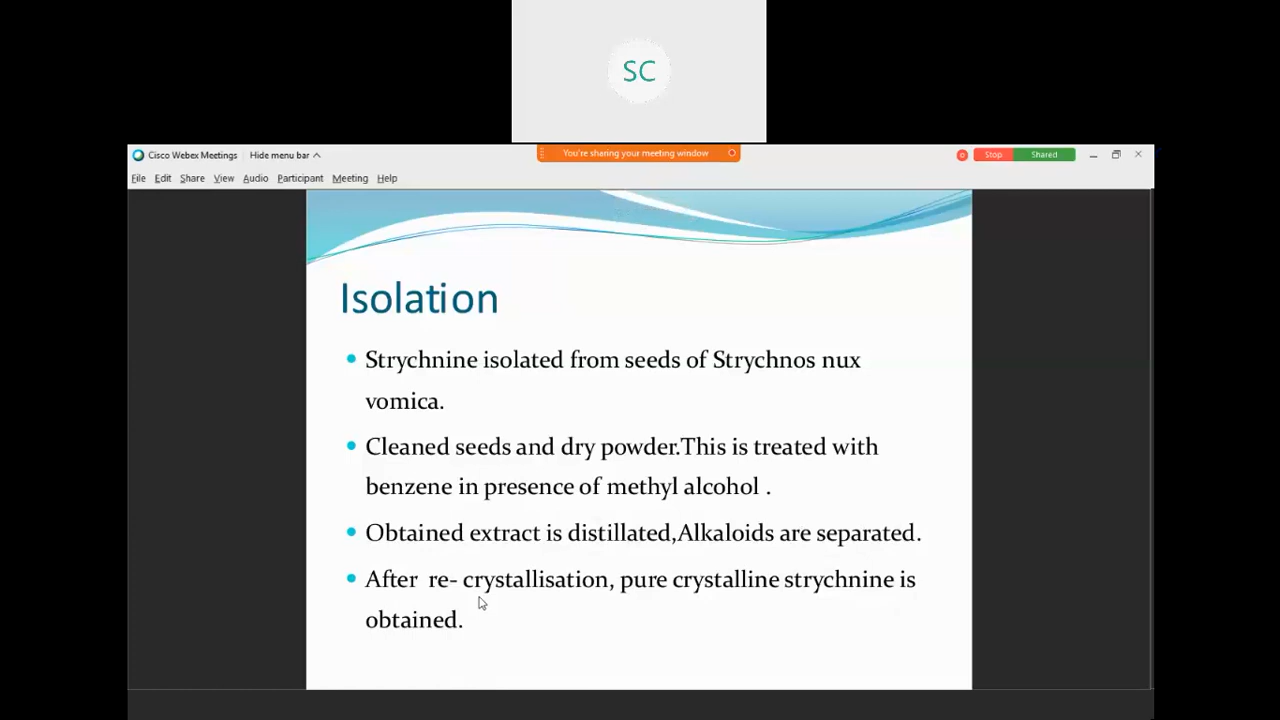 SC
Cisco Webex Meetings Hide menu bar
You're sharing your meeting window
Stop Shared
File Edit Share View Audio Participant Meeting Help
Isolation
Strychnine isolated from seeds of Strychnos nux
vomica.
Cleaned seeds and dry powder.This is treated with
benzene in presence of methyl alcohol .
Obtained extract is distillated,Alkaloids are separated.
After re- crystallisation, pure crystalline strychnine is
obtained.